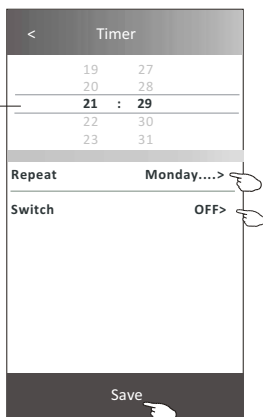 < Timer
19 27
20 28
21 : 29
22 30
23 31
Repeat Monday....>
Switch OFF>
Save